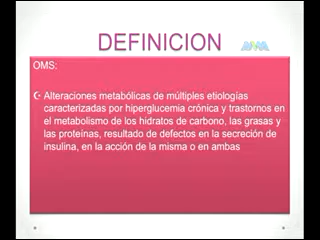 DEFINICION
OMS:
Alteraciones metabólicas de múltiples etiologías
caracterizadas por hiperglucemia crónica y trastornos en
el metabolismo de los hidratos de carbono, las grasas y
las proteínas, resultado de defectos en la secreción de
insulina, en la acción de la misma o en ambas